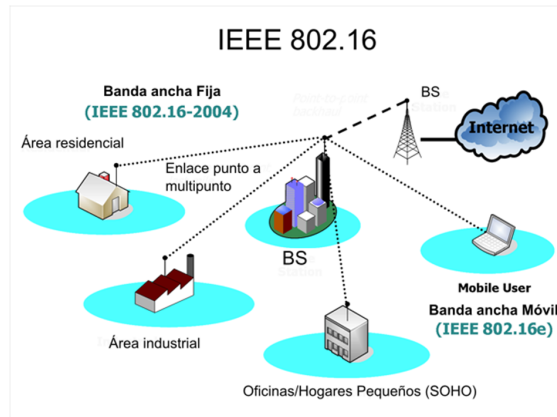 IEEE 802.16
Banda ancha Fija
(IEEE 802.16-2004)
BS
Internet
Área residencial
Enlace punto a
multipunto
BS
Mobile User
Banda ancha Móvil
(IEEE 802.16e)
Área industrial
Oficinas/Hogares Pequeños (SOHO)